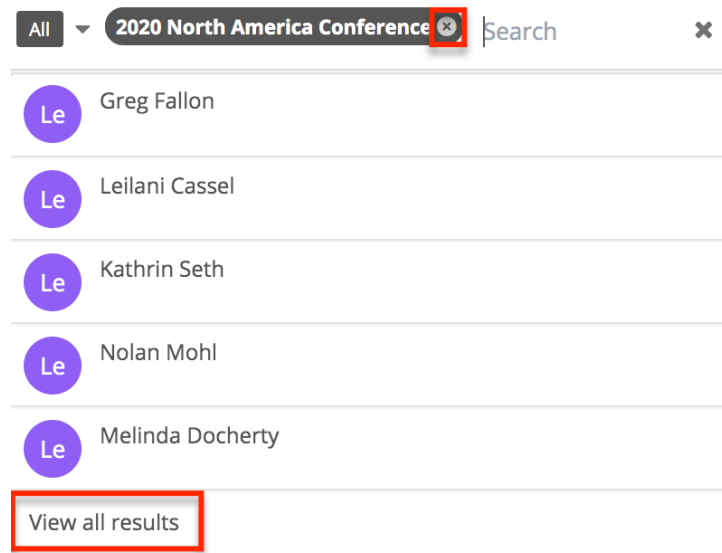 All 2020 North America Conference Search
Le Greg Fallon
Le Leilani Cassel
Le Kathrin Seth
Le Nolan Mohl
Le Melinda Docherty
View all results